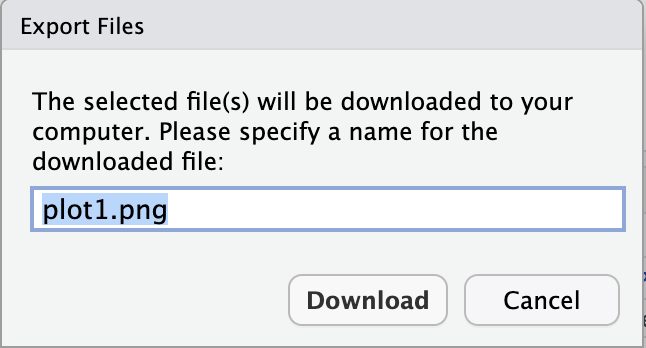 Export Files
The selected file(s) will be downloaded to your
computer. Please specify a name for the
downloaded file:
plot1.png
Download
Cancel